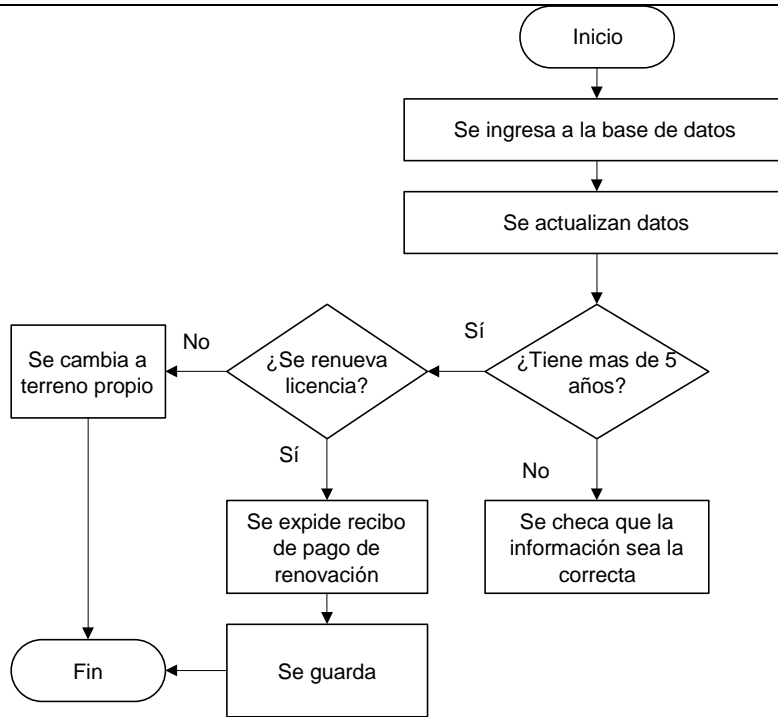 Inicio
Se ingresa a la base de datos
Se actualizan datos
¿Tiene mas de 5
años?
Sí
No
¿Se renueva
licencia?
No
Sí
Se cambia a
terreno propio
Se expide recibo
de pago de
renovación
Se checa que la
información sea la
correcta
Se guarda
Fin